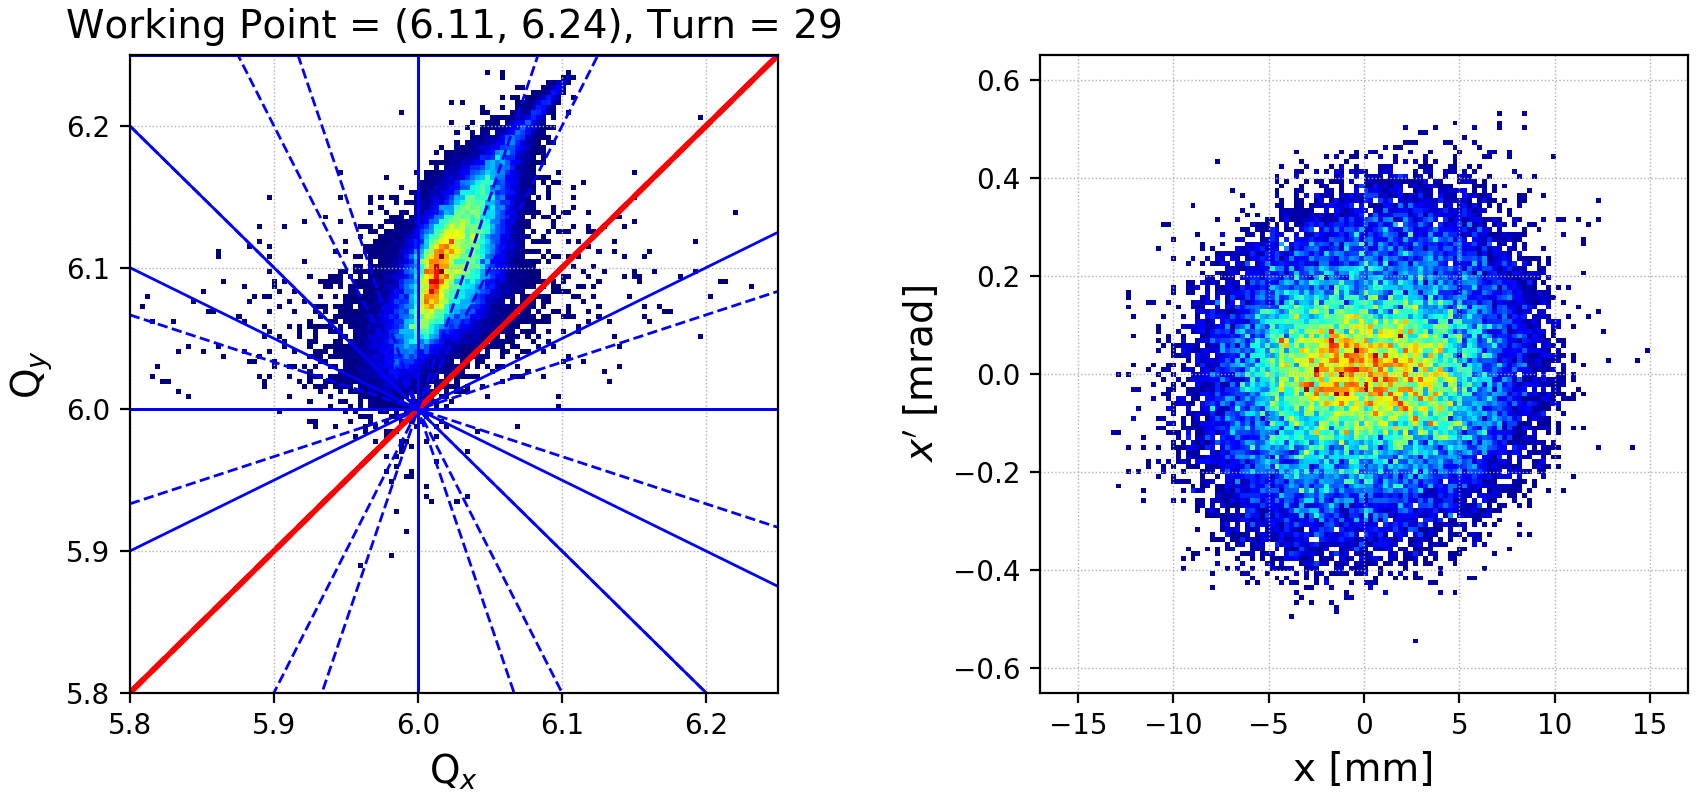 Working Point = (6.11, 6.24), Turn = 29
6.2
6.1
6.0
5.9
5.8
Q_y
5.8 5.9 6.0 6.1 6.2
Q_x
0.6
0.4
0.2
0.0
−0.2
−0.4
−0.6
x′ [mrad]
−15 −10 −5 0 5 10 15
x [mm]